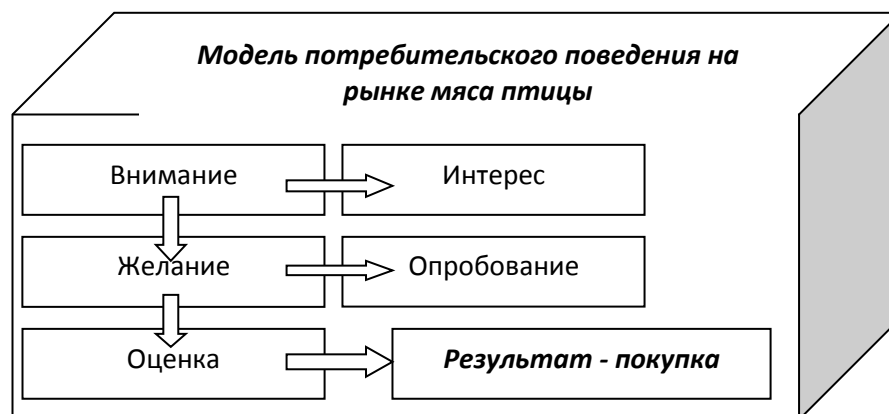 Модель потребительского поведения на
рынке мяса птицы
Внимание
Интерес
Желание
Опробование
Оценка
Результат - покупка